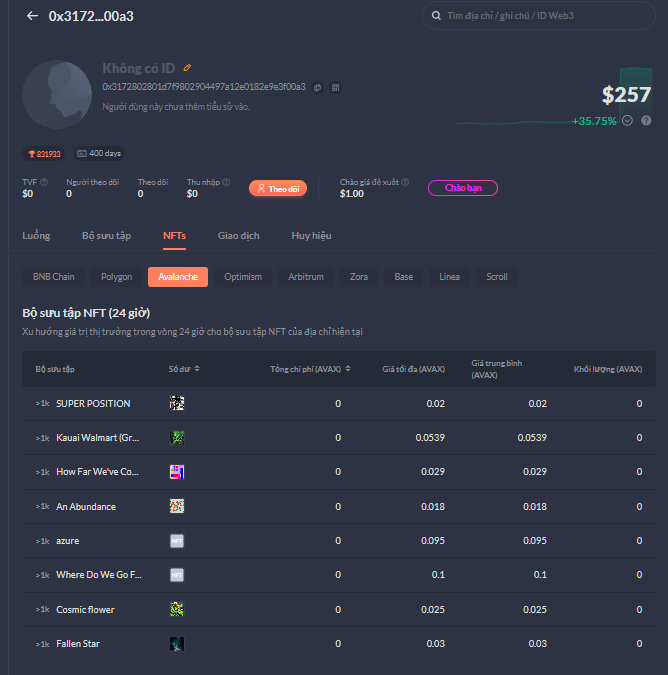 0x3172...00a3
Tìm địa chỉ / ghi chú / ID Web3
Không có ID
0x3172802801d7f9802904497a12e0182e9e3f00a3
Người dùng này chưa thêm tiểu sử vào.
$257
+35.75%
831933
400 days
TVF Người theo dõi Theo dõi Thu nhập
$0 0 0 $0
Theo dõi
Chào giá đề xuất
$1.00
Chào bạn
Luồng Bộ sưu tập NFTs Giao dịch Huy hiệu
BNB Chain Polygon Avalanche Optimism Arbitrum Zora Base Linea Scroll
Bộ sưu tập NFT (24 giờ)
Xu hướng giá trị thị trường trong vòng 24 giờ cho bộ sưu tập NFT của địa chỉ hiện tại
Bộ sưu tập Số dư Tổng chi phí (AVAX) Giá tối đa (AVAX) Giá trung bình (AVAX) Khối lượng (AVAX)
>1k SUPER POSITION 0 0.02 0.02 0
>1k Kauai Walmart (Gr... 0 0.0539 0.0539 0
>1k How Far We've Co... 0 0.029 0.029 0
>1k An Abundance 0 0.018 0.018 0
>1k azure NFT 0 0.095 0.095 0
>1k Where Do We Go F... NFT 0 0.1 0.1 0
>1k Cosmic flower 0 0.025 0.025 0
>1k Fallen Star 0 0.03 0.03 0